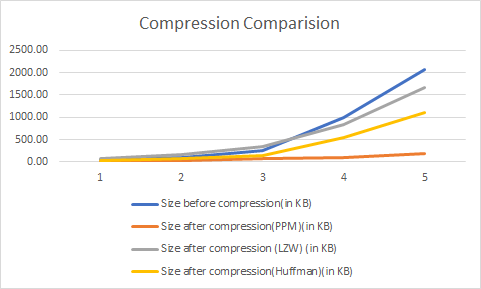 Compression Comparision
2500.00
2000.00
1500.00
1000.00
500.00
0.00
1 2 3 4 5
Size before compression(in KB)
Size after compression(PPM)(in KB)
Size after compression (LZW) (in KB)
Size after compression(Huffman)(in KB)